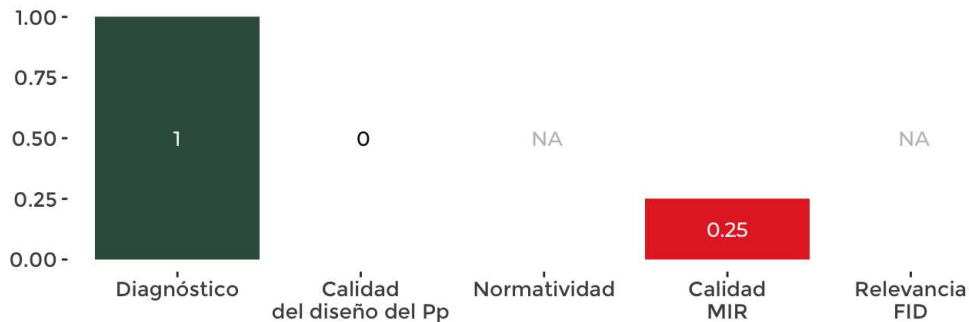 1.00
0.75
0.50
0.25
0.00
1
0
NA
0.25
NA
Diagnóstico
Calidad
del diseño del Pp
Normatividad
Calidad
MIR
Relevancia
FID